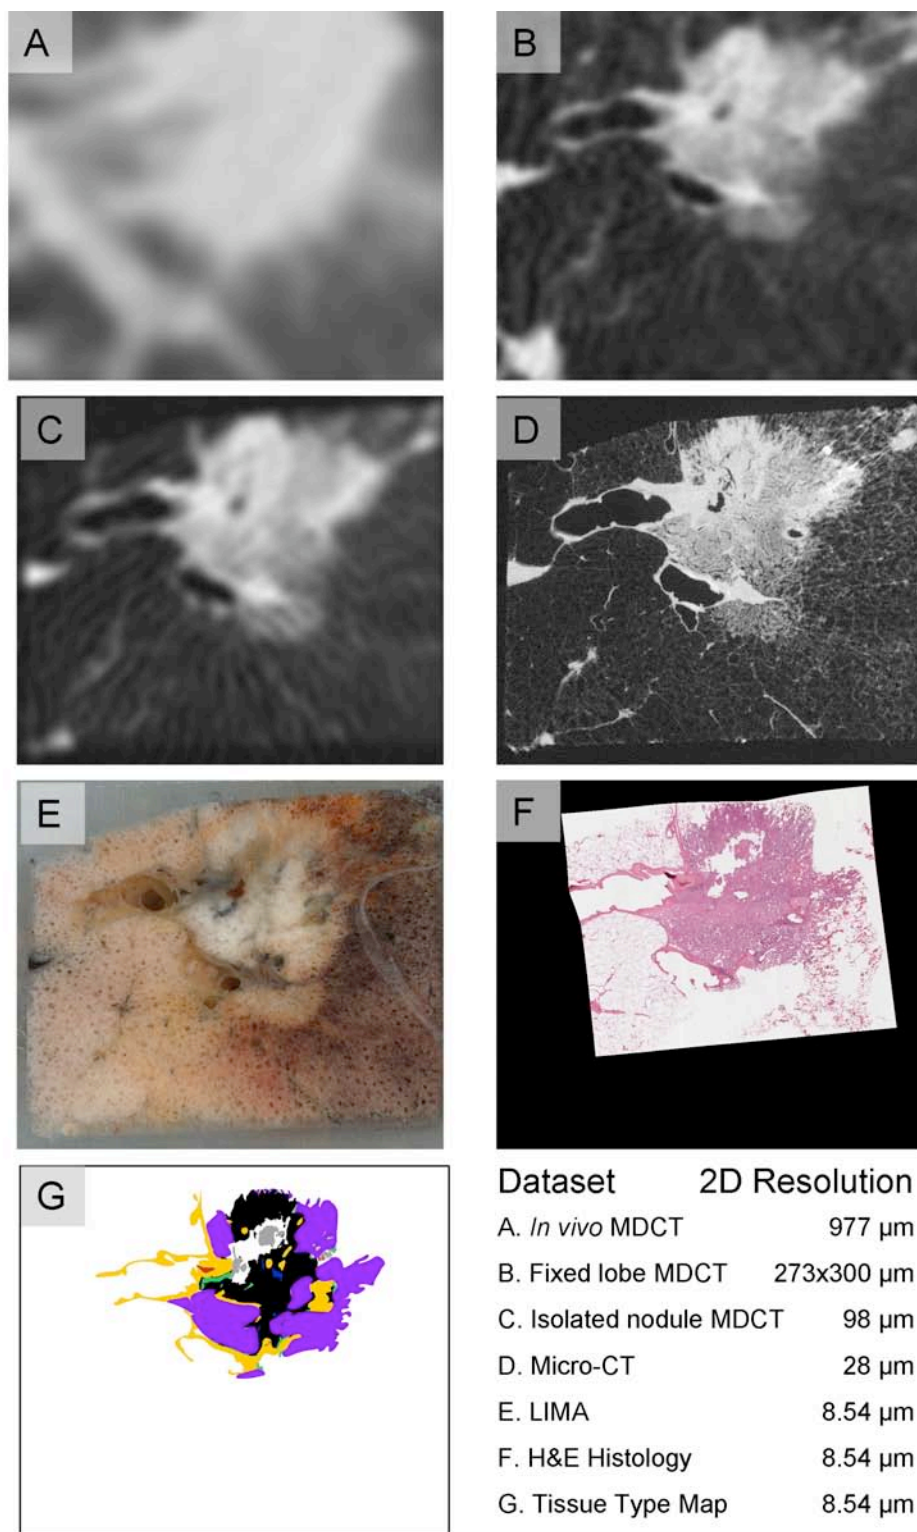 A
B
C
D
E
F
G
Dataset 2D Resolution
A. In vivo MDCT 977 µm
B. Fixed lobe MDCT 273x300 µm
C. Isolated nodule MDCT 98 µm
D. Micro-CT 28 µm
E. LIMA 8.54 µm
F. H&E Histology 8.54 µm
G. Tissue Type Map 8.54 µm